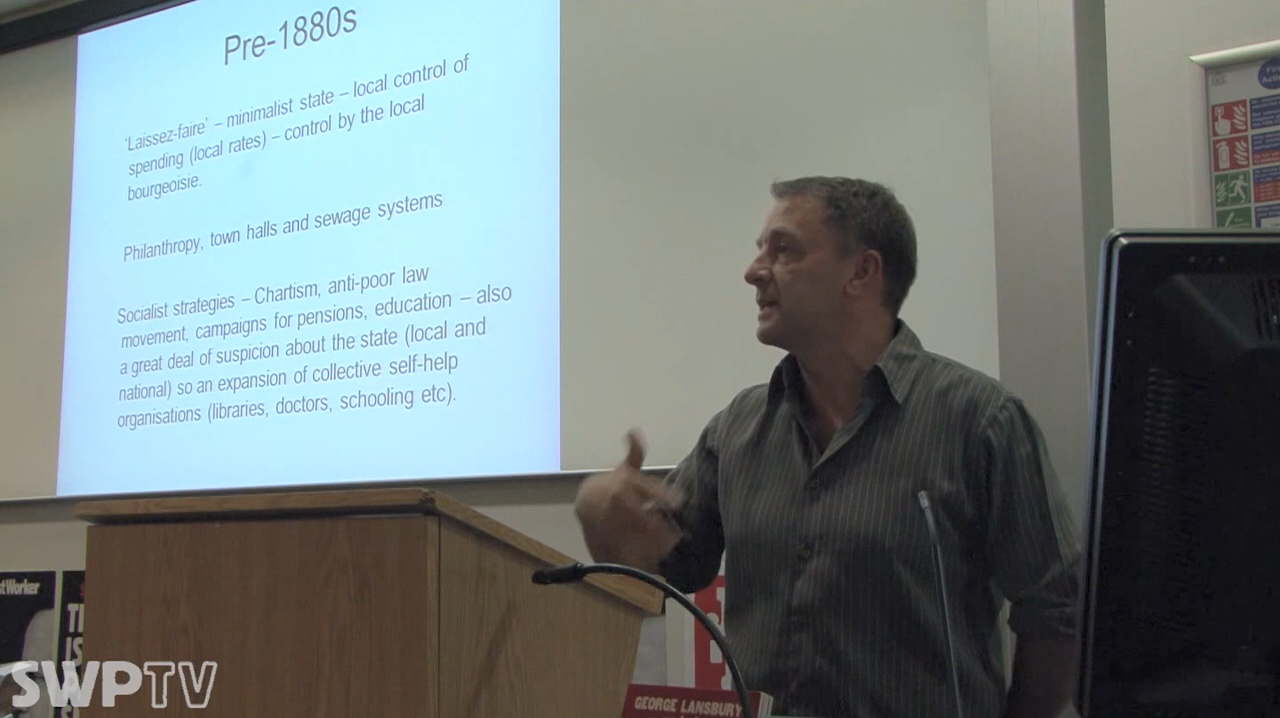 Pre-1880s
'Laissez-faire' – minimalist state – local control of
spending (local rates) – control by the local
bourgeoisie.
Philanthropy, town halls and sewage systems
Socialist strategies – Chartism, anti-poor law
movement, campaigns for pensions, education – also
a great deal of suspicion about the state (local and
national) so an expansion of collective self-help
organisations (libraries, doctors, schooling etc).
tWorker
IS
SWPTV
GEORGE LANSBURY